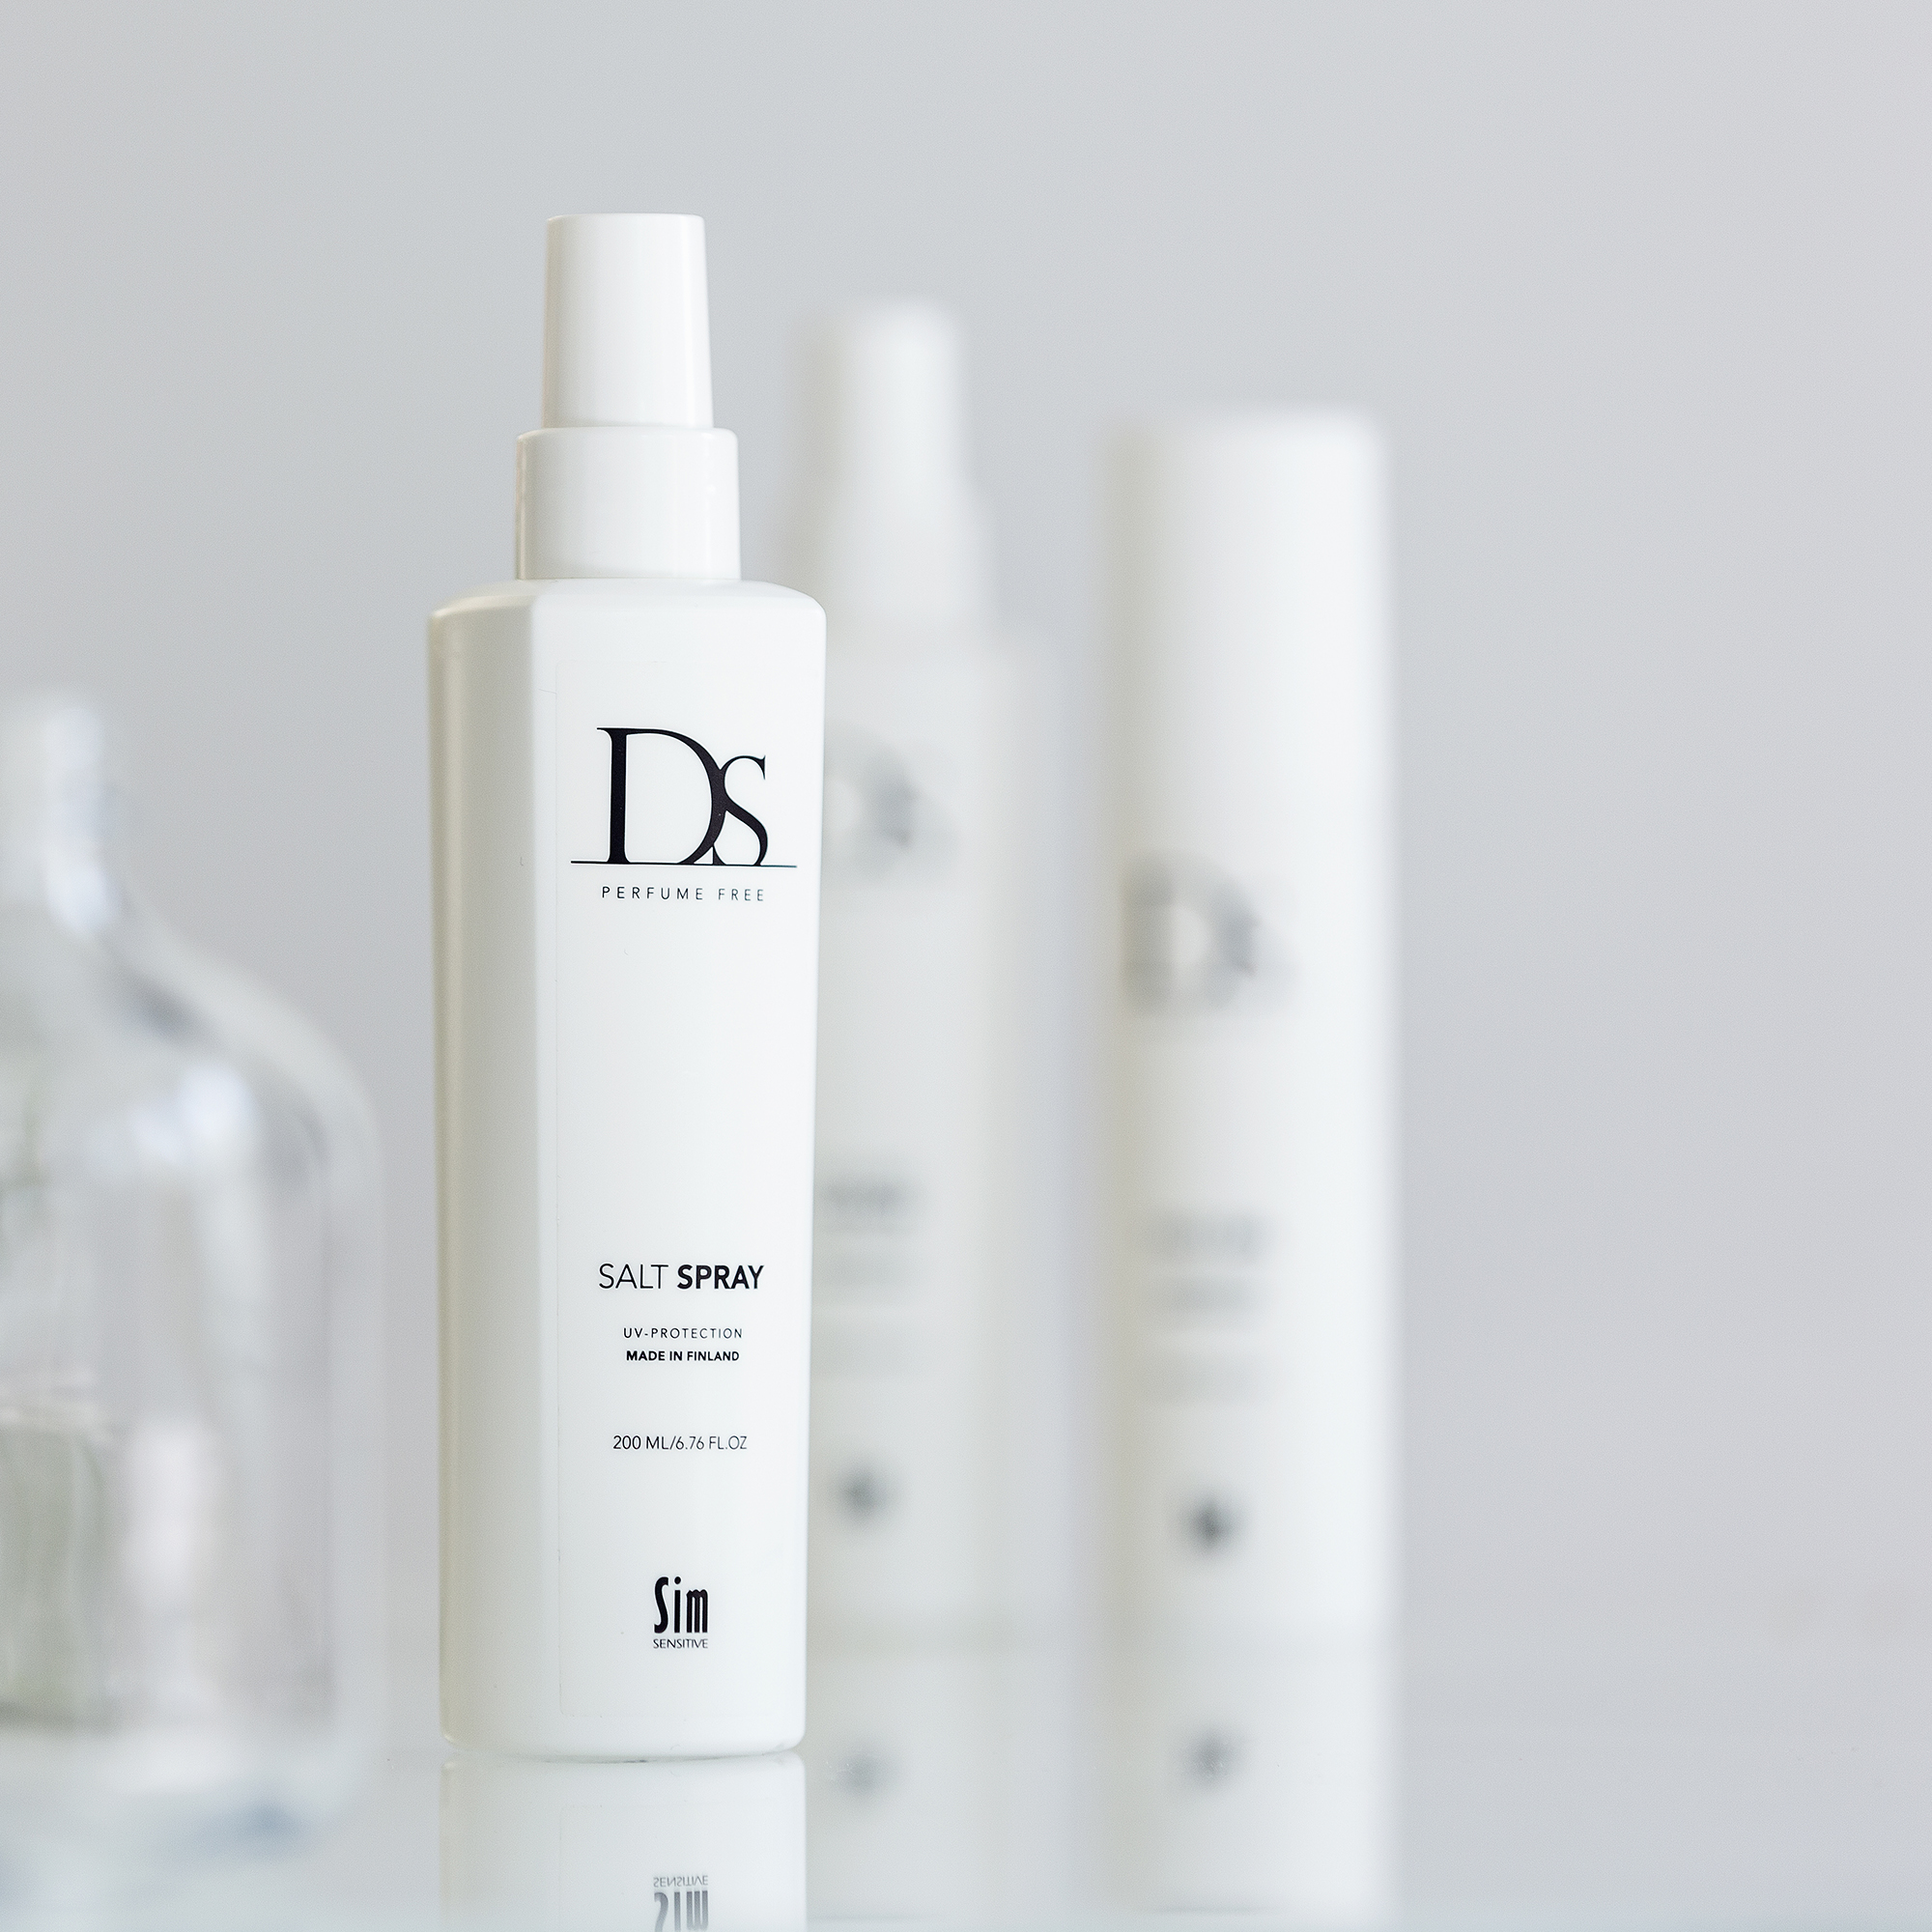 DS
PERFUME FREE
SALT SPRAY
UV-PROTECTION
MADE IN FINLAND
200 ML/6.76 FL.OZ
Sim
SENSITIVE